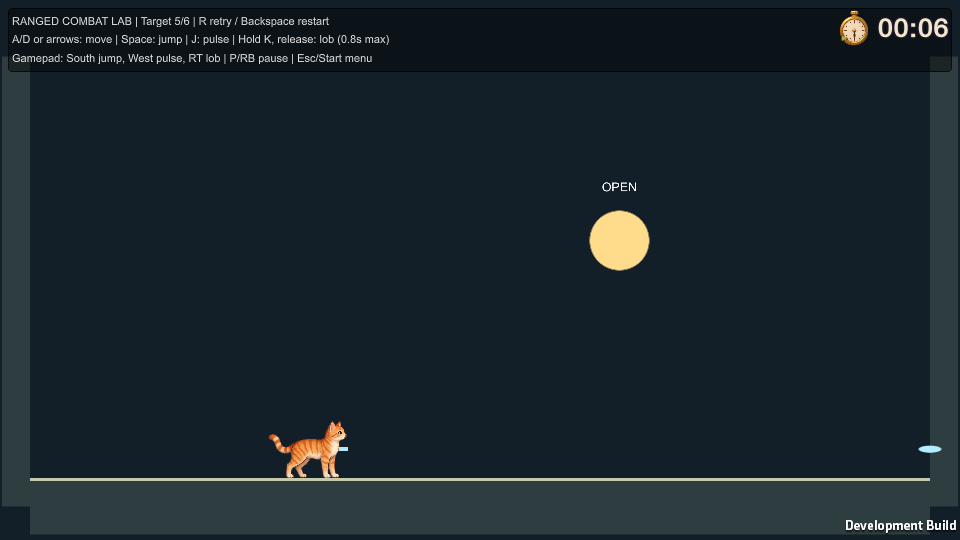 RANGED COMBAT LAB | Target 5/6 | R retry / Backspace restart
A/D or arrows: move | Space: jump | J: pulse | Hold K, release: lob (0.8s max)
Gamepad: South jump, West pulse, RT lob | P/RB pause | Esc/Start menu
00:06
OPEN
Development Build